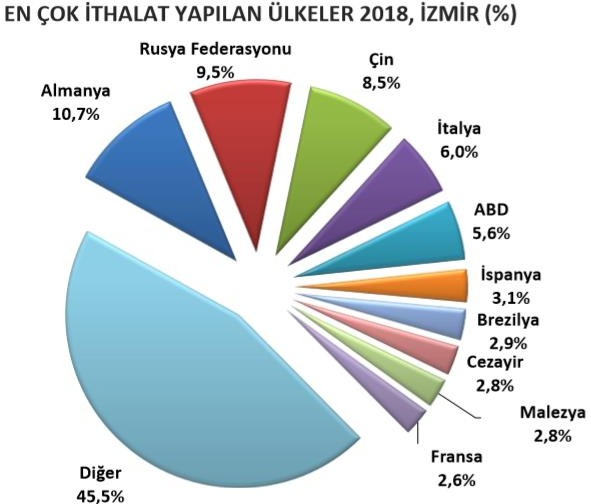 EN ÇOK İTHALAT YAPILAN ÜLKELER 2018, İZMİR (%)
Rusya Federasyonu
9,5%
Çin
8,5%
Almanya
10,7%
İtalya
6,0%
ABD
5,6%
İspanya
3,1%
Brezilya
2,9%
Cezayir
2,8%
Malezya
2,8%
Fransa
2,6%
Diğer
45,5%